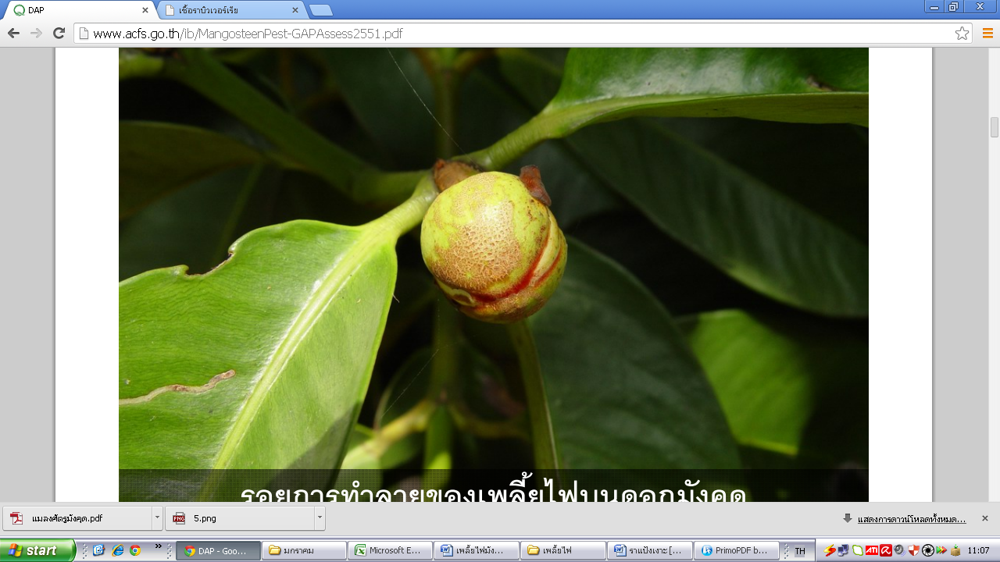 DAP
เชื้อราบิวเวอร์เรีย
www.acfs.go.th/ib/MangosteenPest-GAPAssess2551.pdf
รอยการทำลายของเพลี้ยไฟบนดอกมังคุด
แมลงศัตรูมังคุด.pdf
PNG
5.png
แสดงการดาวน์โหลดทั้งหมด...
start
DAP - Goo...
มกราคม
Microsoft E...
เพลี้ยไฟมัง...
เพลี้ยไฟ
ราแป้งเกาะ [...
PrimoPDF b...
TH
ATI
11:07